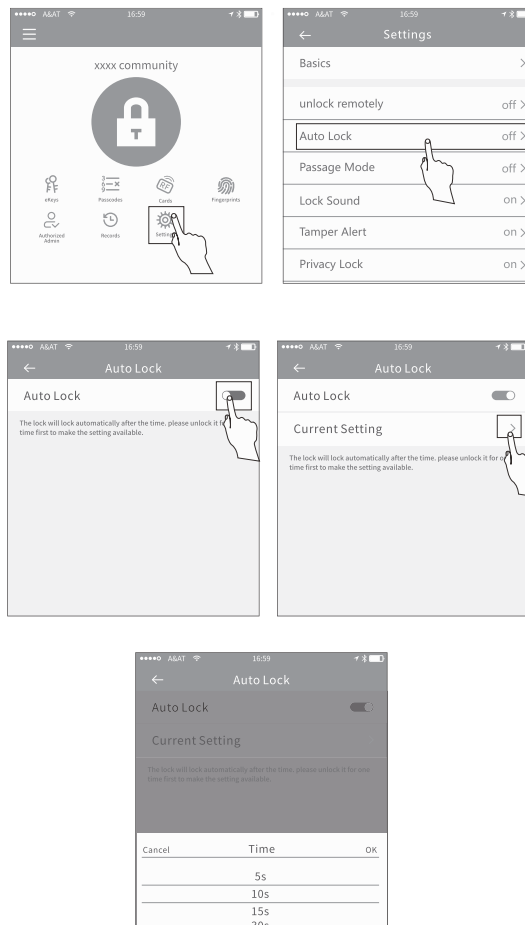 A&AT 16:59
xxxx community
T
eKeys Passcodes Cards Fingerprints
RF
Authorized Admin Records Settings
A&AT 16:59
Settings
Basics
unlock remotely off
Auto Lock off
Passage Mode off
Lock Sound on
Tamper Alert on
Privacy Lock on
A&AT 16:59
Auto Lock
Auto Lock
The lock will lock automatically after the time. please unlock it
time first to make the setting available.
A&AT 16:59
Auto Lock
Auto Lock
Current Setting
The lock will lock automatically after the time. please unlock it for
time first to make the setting available.
A&AT 16:59
Auto Lock
Auto Lock
Current Setting
The lock will lock automatically after the time. please unlock it for one
time first to make the setting available.
Cancel Time OK
5s
10s
15s